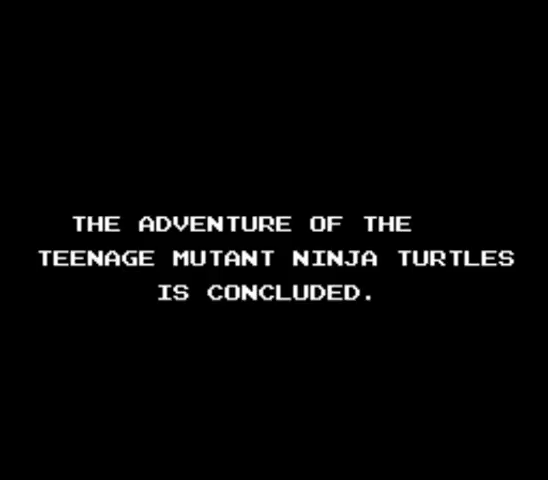 THE ADVENTURE OF THE
TEENAGE MUTANT NINJA TURTLES
IS CONCLUDED.